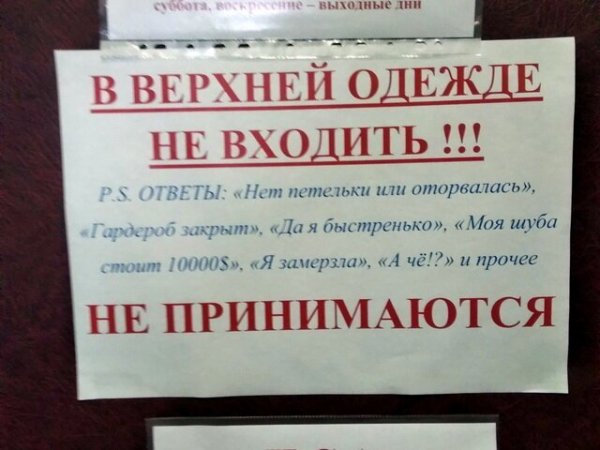 суббота, воскресение – выходные дни
В ВЕРХНЕЙ ОДЕЖДЕ
НЕ ВХОДИТЬ !!!
P.S. ОТВЕТЫ: «Нет петельки или оторвалась»,
«Гардероб закрыт», «Да я быстренько», «Моя шуба
стоит 10000$», «Я замерзла», «А чё!?» и прочее
НЕ ПРИНИМАЮТСЯ